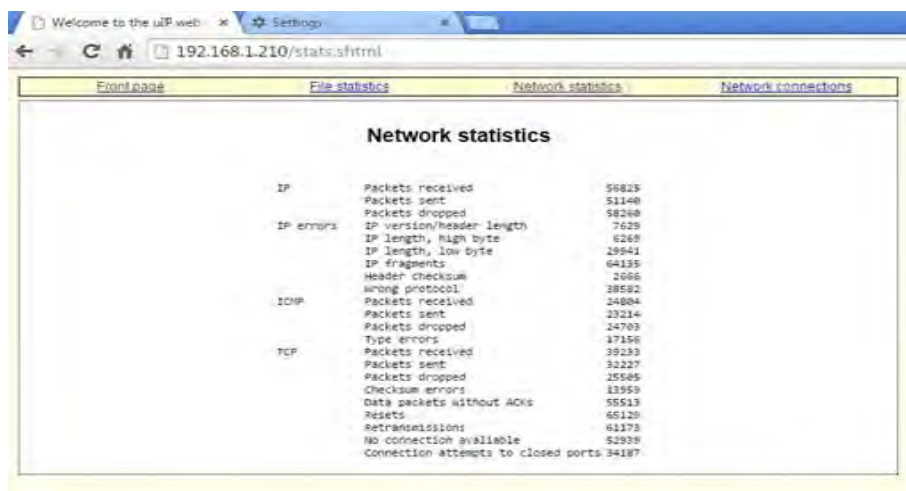 Welcome to the uIP web
Settings
192.168.1.210/stats.shtml
Front page File statistics Network statistics Network connections
Network statistics
IP Packets received 56825
Packets sent 51140
Packets dropped 58260
IP errors IP version/header length 7629
IP length, high byte 6269
IP length, low byte 29941
IP fragments 64135
Header checksum 2666
Wrong protocol 38582
ICMP Packets received 24804
Packets sent 23214
Packets dropped 24703
Type errors 17156
TCP Packets received 39233
Packets sent 32227
Packets dropped 25505
Checksum errors 13959
Data packets without ACKs 55513
Resets 65129
Retransmissions 61173
No connection avaliable 52939
Connection attempts to closed ports 34187